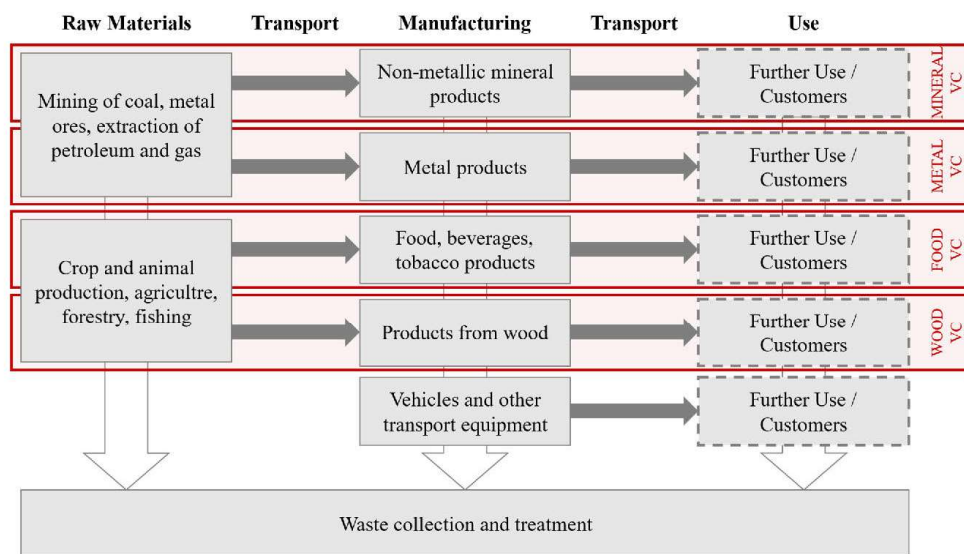 Raw Materials
Transport
Manufacturing
Transport
Use
Mining of coal, metal
ores, extraction of
petroleum and gas
Non-metallic mineral
products
Further Use /
Customers
MINERAL
VC
Metal products
Further Use /
Customers
METAL
VC
Crop and animal
production, agricultre,
forestry, fishing
Food, beverages,
tobacco products
Further Use /
Customers
FOOD
VC
Products from wood
Further Use /
Customers
WOOD
VC
Vehicles and other
transport equipment
Further Use /
Customers
Waste collection and treatment